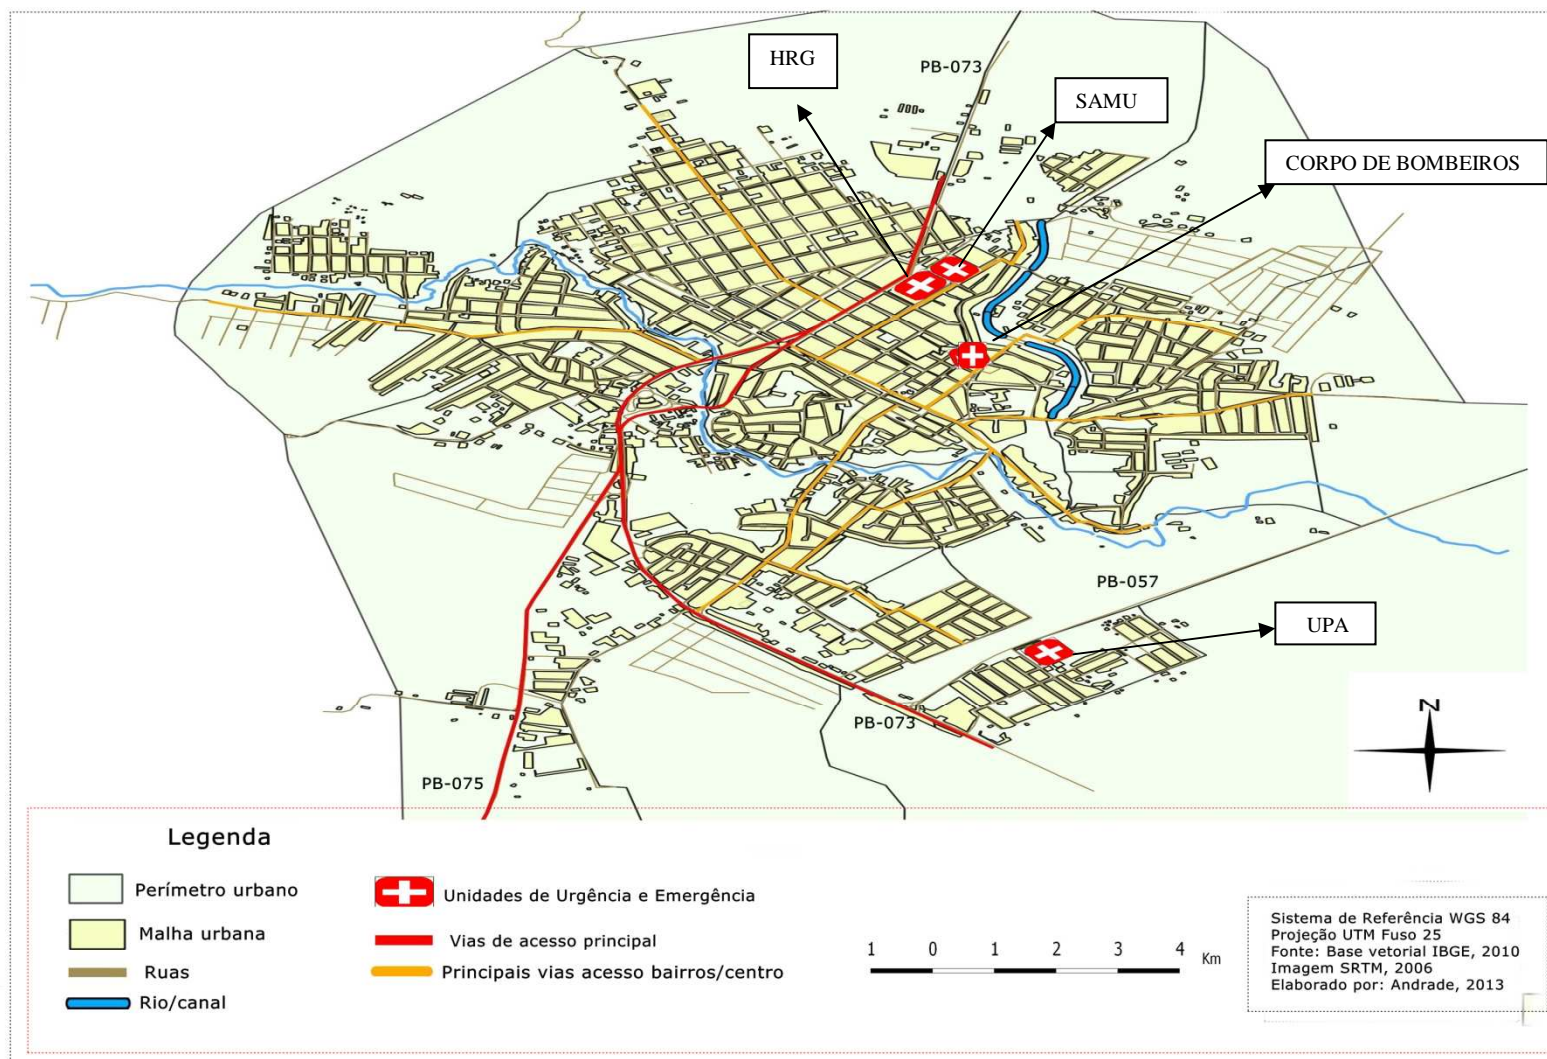 HRG
PB-073
SAMU
CORPO DE BOMBEIROS
PB-057
UPA
PB-073
PB-075
N
Legenda
Perímetro urbano
Malha urbana
Ruas
Rio/canal
Unidades de Urgência e Emergência
Vias de acesso principal
Principais vias acesso bairros/centro
1 0 1 2 3 4 Km
Sistema de Referência WGS 84
Projeção UTM Fuso 25
Fonte: Base vetorial IBGE, 2010
Imagem SRTM, 2006
Elaborado por: Andrade, 2013